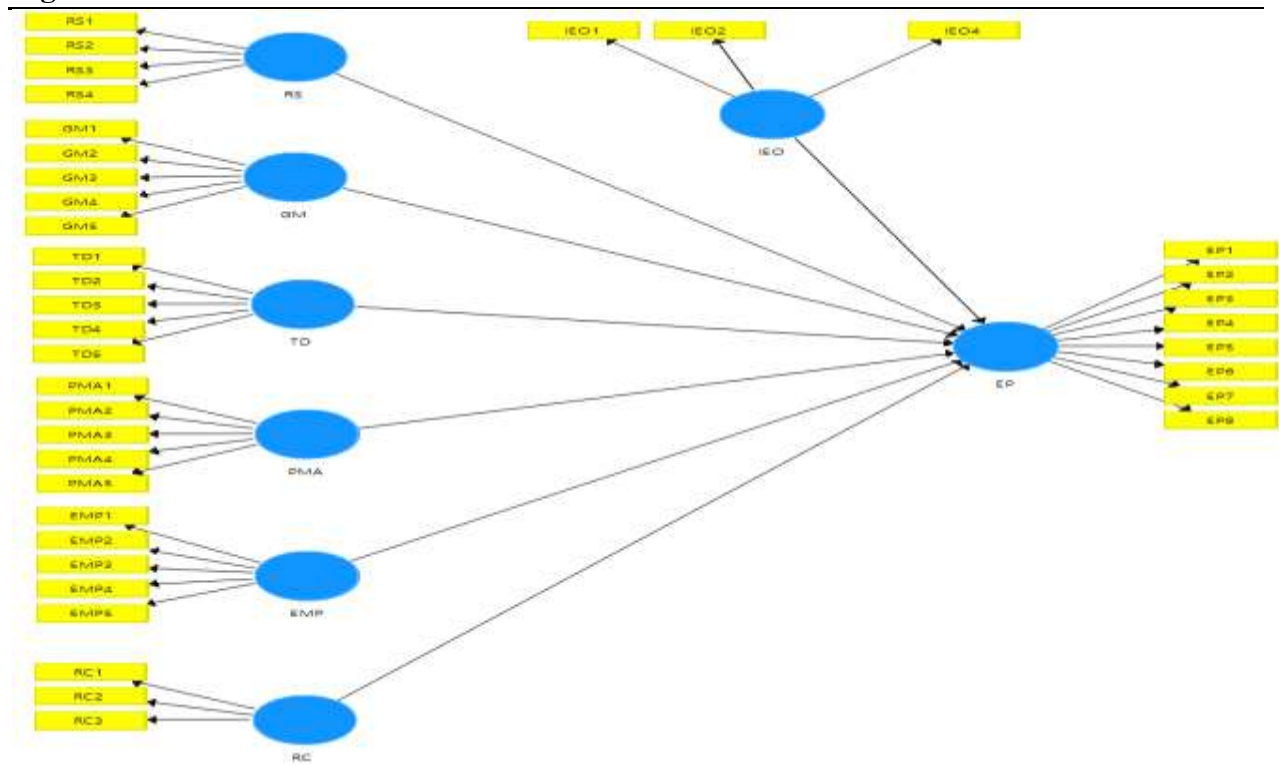 RS1
RS2
RS3
RS4
RS
GM1
GM2
GM3
GM4
GM5
GM
TD1
TD2
TD3
TD4
TD5
TD
PMA1
PMA2
PMA3
PMA4
PMA5
PMA
EMP1
EMP2
EMP3
EMP4
EMP5
EMP
RC1
RC2
RC3
RC
IEO1
IEO2
IEO4
IEO
EP1
EP2
EP3
EP4
EP5
EP6
EP7
EP8
EP